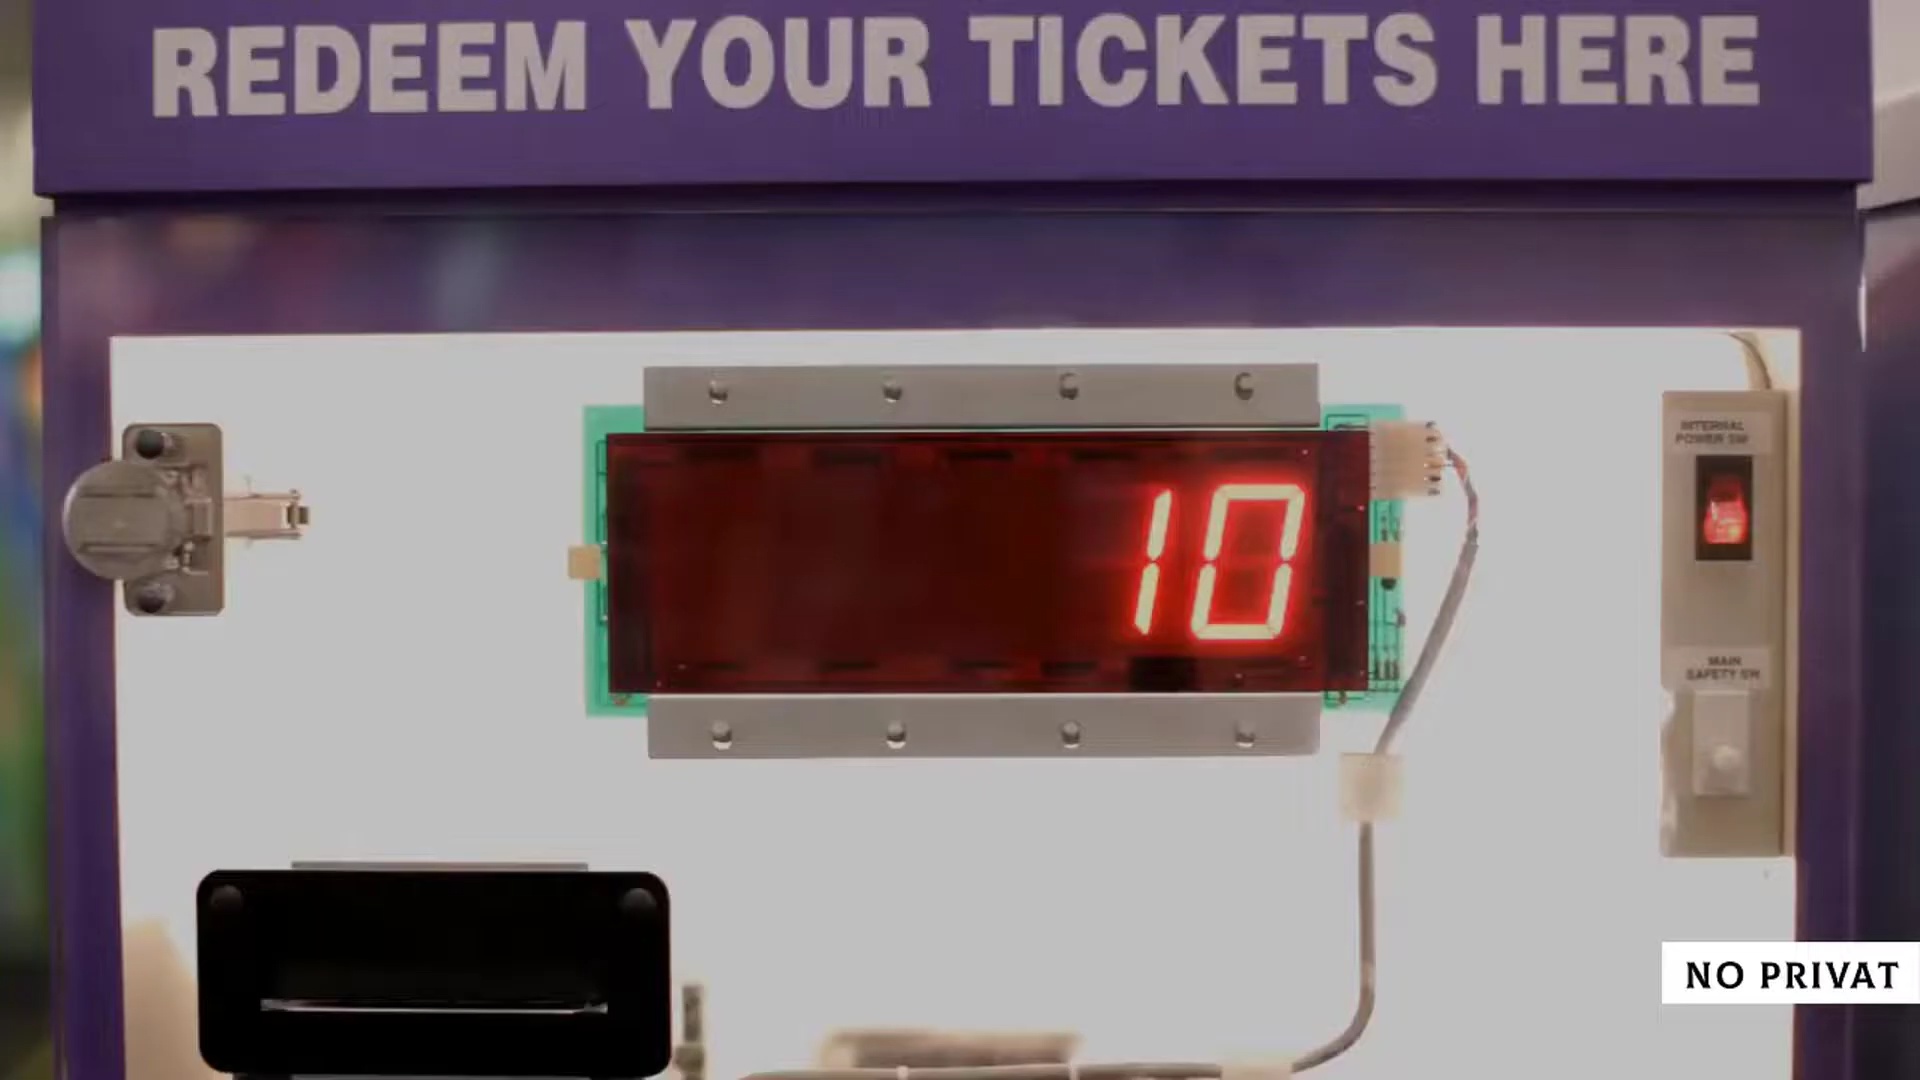 REDEEM YOUR TICKETS HERE
10
INTERNAL
POWER SW
MAIN
SAFETY SW
NO PRIVAT